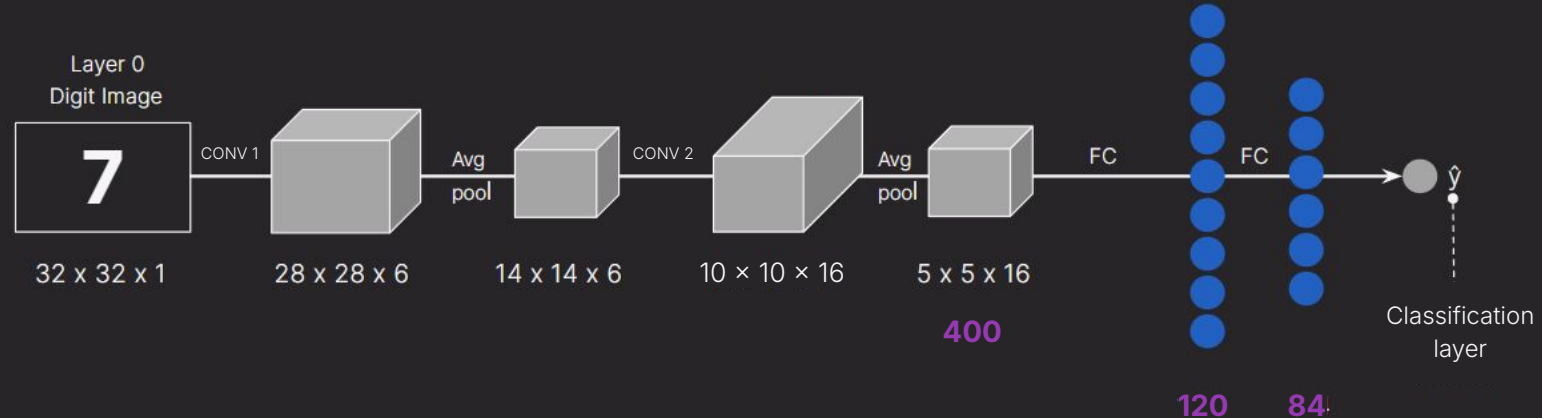 Layer 0
Digit Image
7
32 x 32 x 1
CONV 1
28 x 28 x 6
Avg
pool
14 x 14 x 6
CONV 2
10 × 10 × 16
Avg
pool
5 x 5 x 16
400
FC
120
FC
84
ŷ
Classification
layer